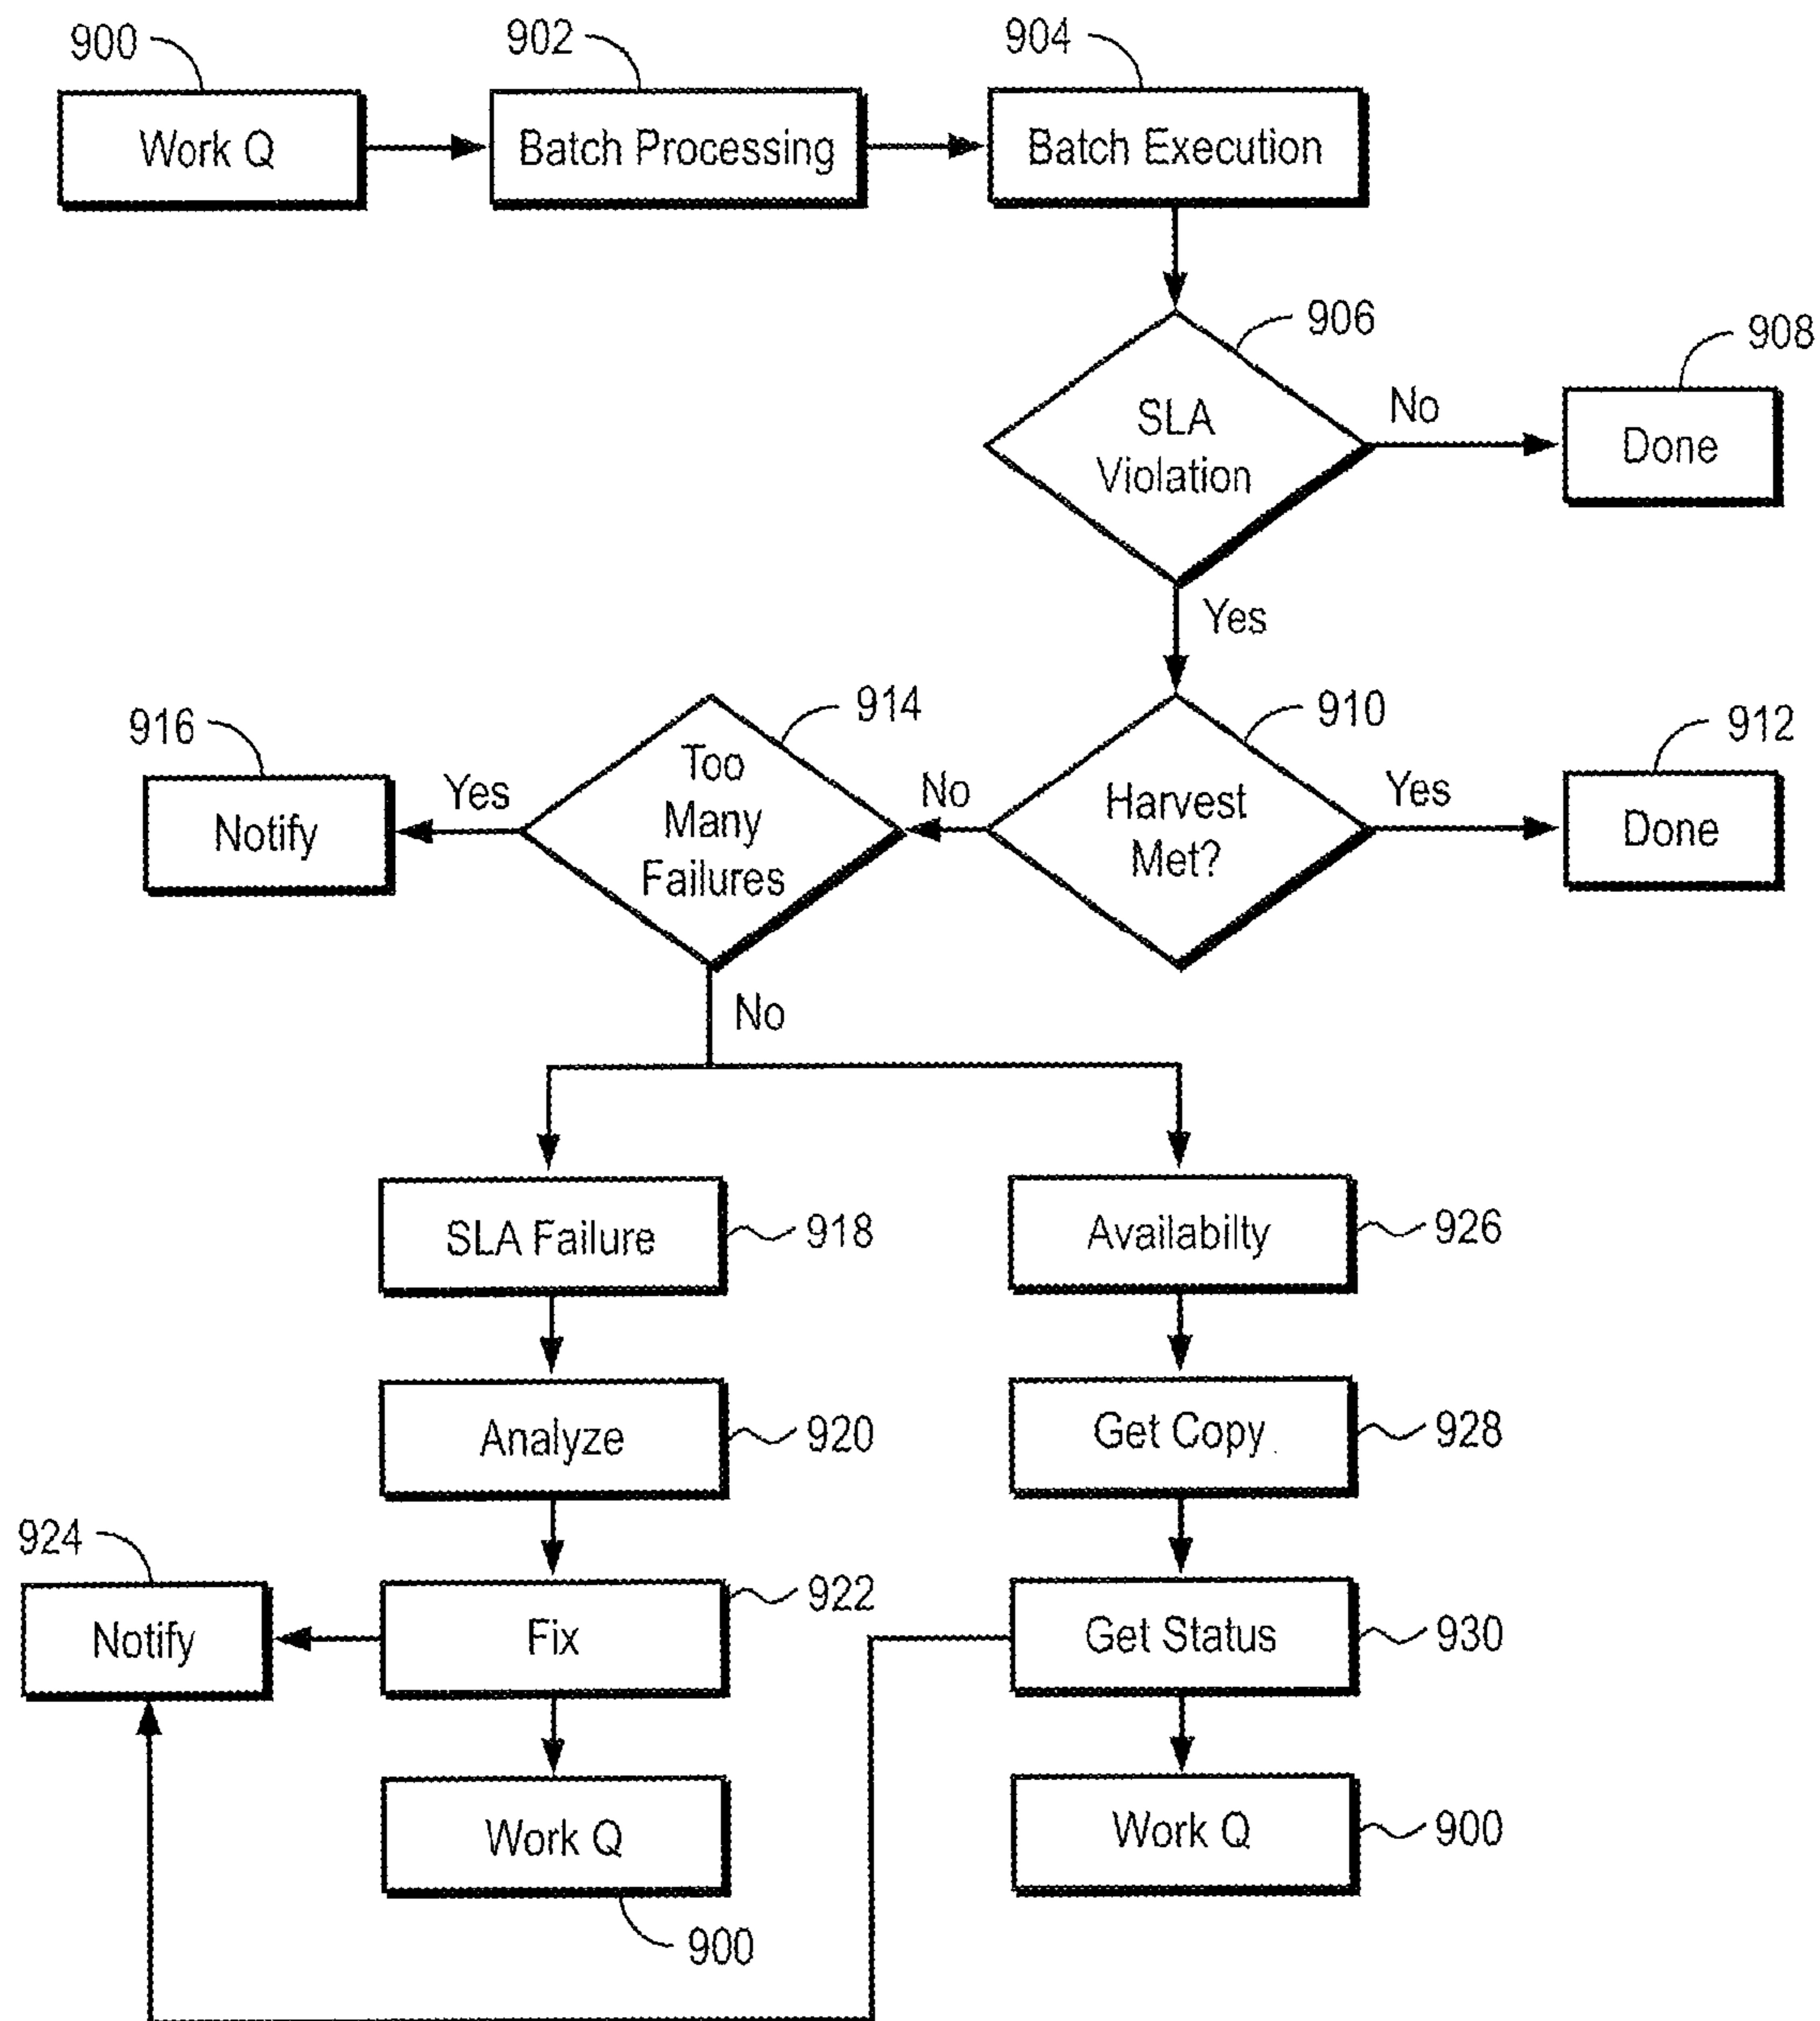 900
902
904
Work Q
Batch Processing
Batch Execution
906
908
SLA
Violation
No
Done
Yes
916
914
910
912
Notify
Yes
Too
Many
Failures
No
Harvest
Met?
Yes
Done
No
SLA Failure
918
Availabilty
926
Analyze
920
Get Copy
928
924
Notify
Fix
922
Get Status
930
Work Q
900
Work Q
900